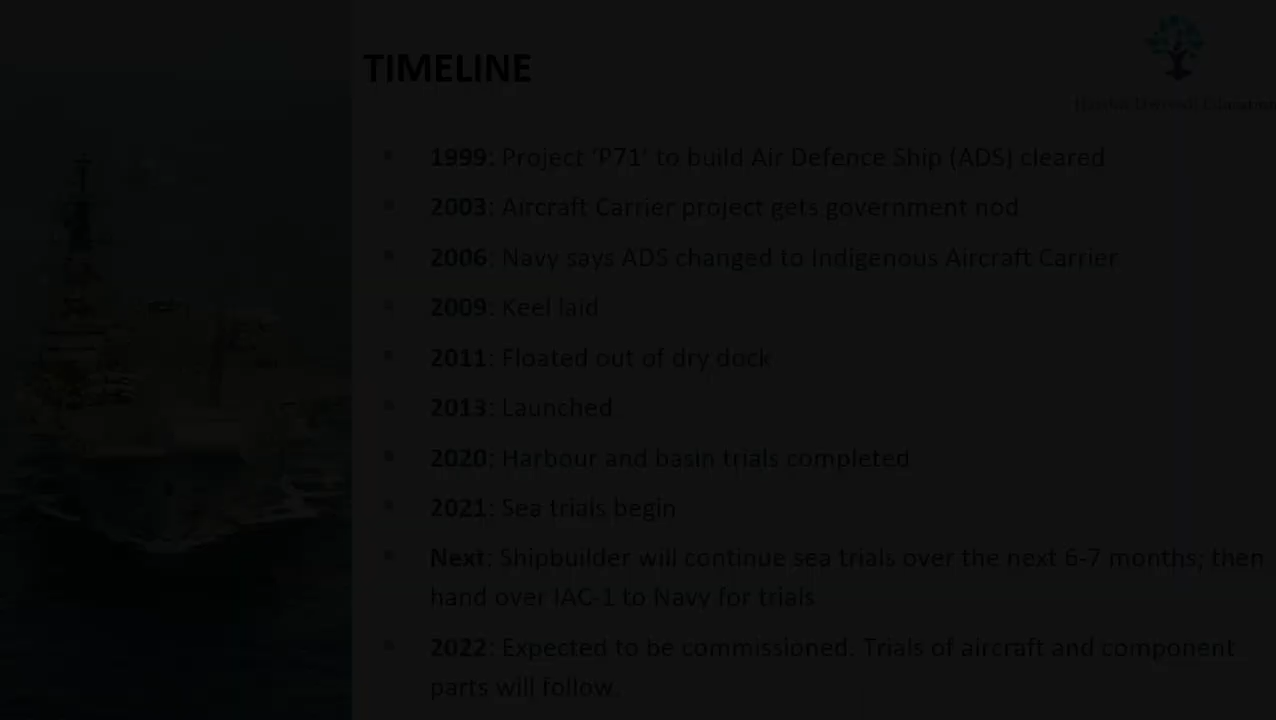 TIMELINE
1999: Project ‘P71’ to build Air Defence Ship (ADS) cleared
2003: Aircraft Carrier project gets government nod
2006: Navy says ADS changed to Indigenous Aircraft Carrier
2009: Keel laid
2011: Floated out of dry dock
2013: Launched
2020: Harbour and basin trials completed
2021: Sea trials begin
Next: Shipbuilder will continue sea trials over the next 6-7 months; then
hand over IAC-1 to Navy for trials
2022: Expected to be commissioned. Trials of aircraft and component
parts will follow.